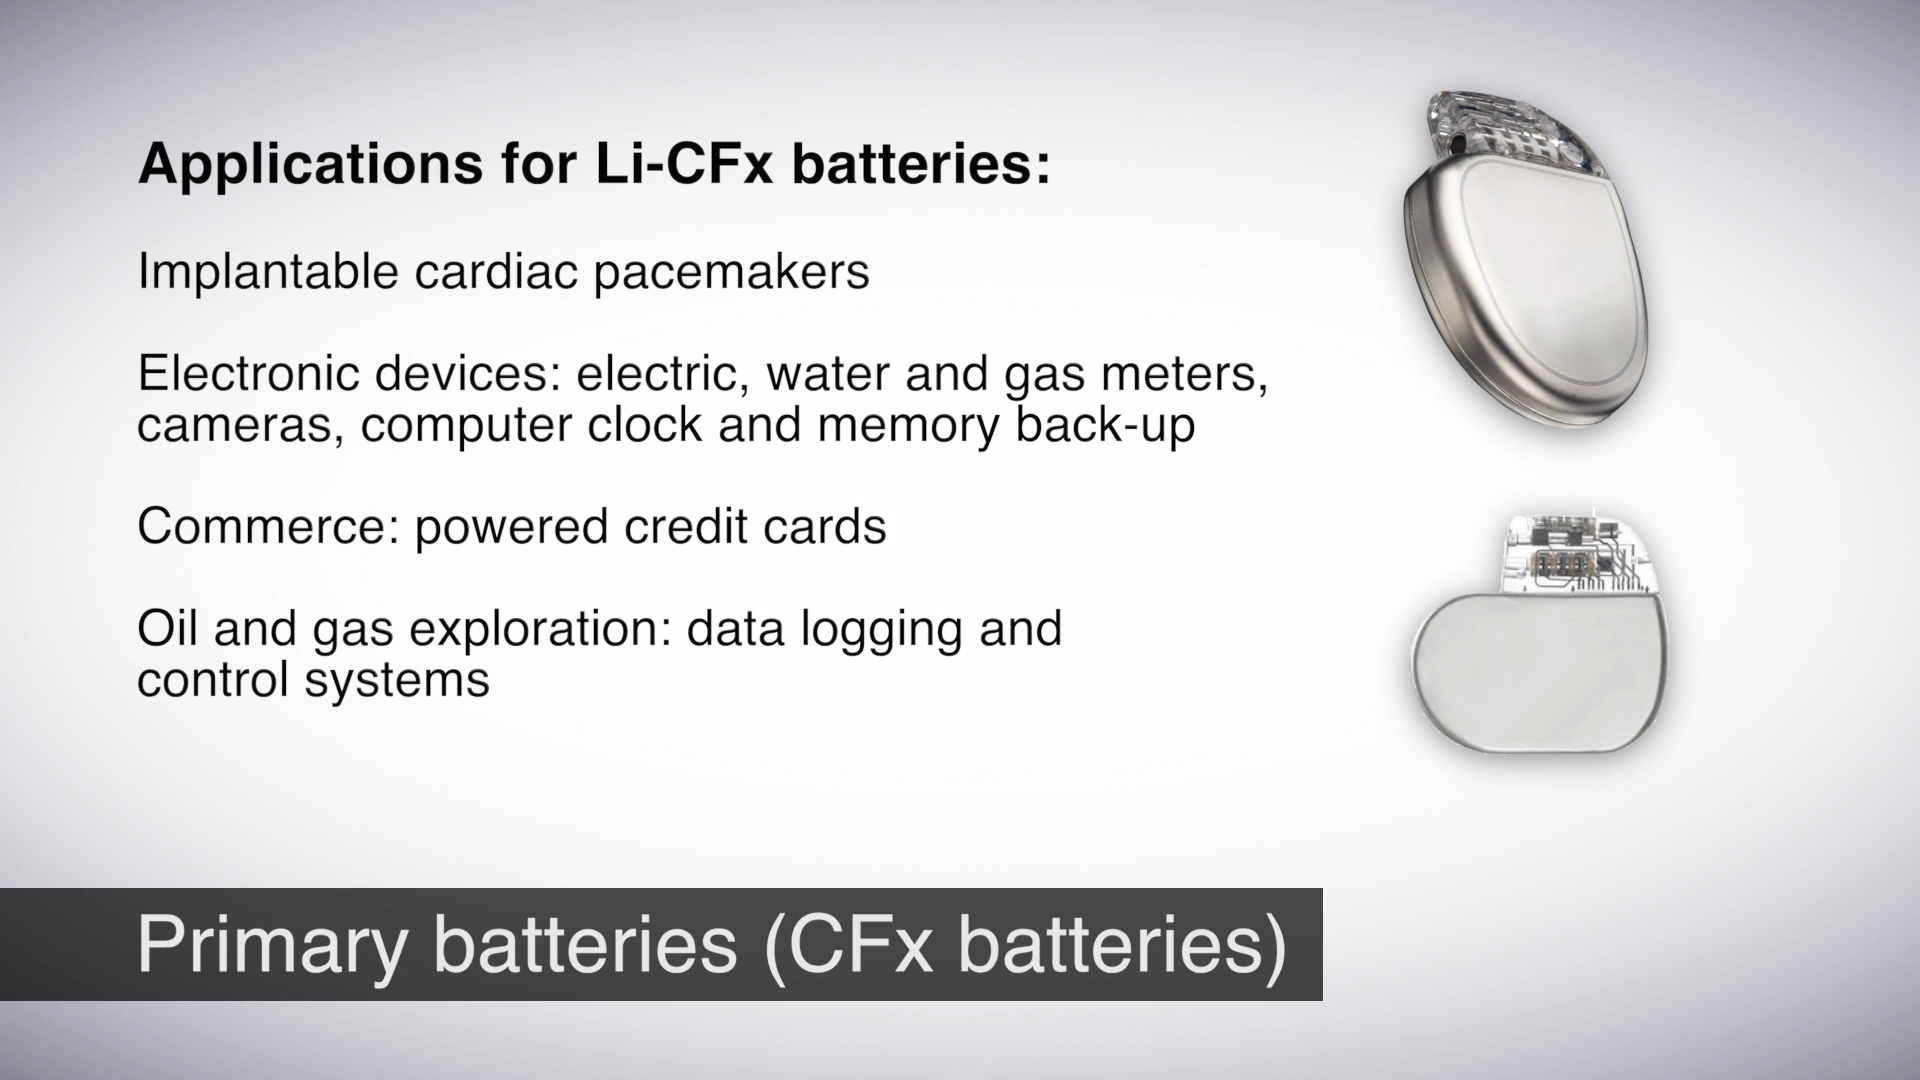 Applications for Li-CFx batteries:
Implantable cardiac pacemakers
Electronic devices: electric, water and gas meters,
cameras, computer clock and memory back-up
Commerce: powered credit cards
Oil and gas exploration: data logging and
control systems
Primary batteries (CFx batteries)